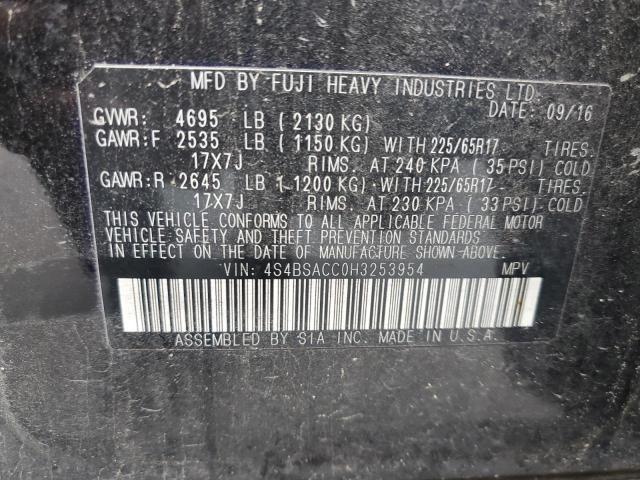 MFD BY FUJI HEAVY INDUSTRIES LTD.
DATE: 09/16
GVWR: 4695 LB (2130 KG)
GAWR:F 2535 LB (1150 KG) WITH 225/65R17 TIRES.
17X7J RIMS. AT 240 KPA (35 PSI) COLD
GAWR:R 2645 LB (1200 KG) WITH 225/65R17 TIRES.
17X7J RIMS. AT 230 KPA (33 PSI) COLD
THIS VEHICLE CONFORMS TO ALL APPLICABLE FEDERAL MOTOR
VEHICLE SAFETY AND THEFT BPREVENTION STANDARDS
IN EFFECT ON THE DATE OF MANUFACTURE SHOWN ABOVE.
VIN: 4S4BSACC0H3253954 MPV
ASSEMBLED BY SIA INC. MADE IN U.S.A.